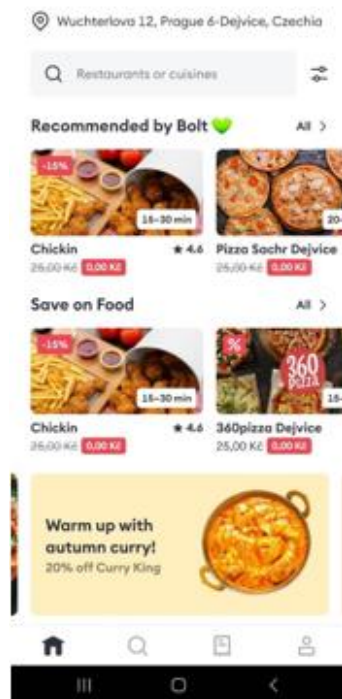 Wuchterlova 12, Prague 6-Dejvice, Czechia
Restaurants or cuisines
Recommended by Bolt
All >
-15%
15-30 min
20-
Chickin
★ 4.6
Pizza Sachr Dejvice
25,00 Kč 0,00 Kč
25,00 Kč 0,00 Kč
Save on Food
All >
-15%
%
360
pizza
15-30 min
15-
Chickin
★ 4.6
360pizza Dejvice
25,00 Kč 0,00 Kč
25,00 Kč 0,00 Kč
Warm up with
autumn curry!
20% off Curry King